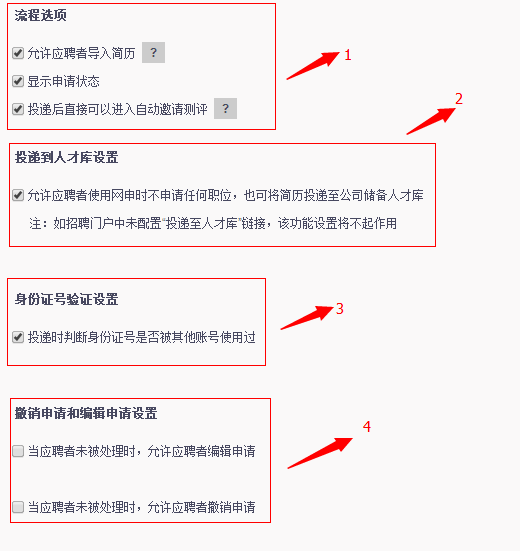 流程选项
允许应聘者导入简历 ?
1
显示申请状态
投递后直接可以进入自动邀请测评 ?
2
投递到人才库设置
允许应聘者使用网申时不申请任何职位，也可将简历投递至公司储备人才库
注：如招聘门户中未配置“投递至人才库”链接，该功能设置将不起作用
身份证号验证设置
3
投递时判断身份证号是否被其他账号使用过
撤销申请和编辑申请设置
4
当应聘者未被处理时，允许应聘者编辑申请
当应聘者未被处理时，允许应聘者撤销申请